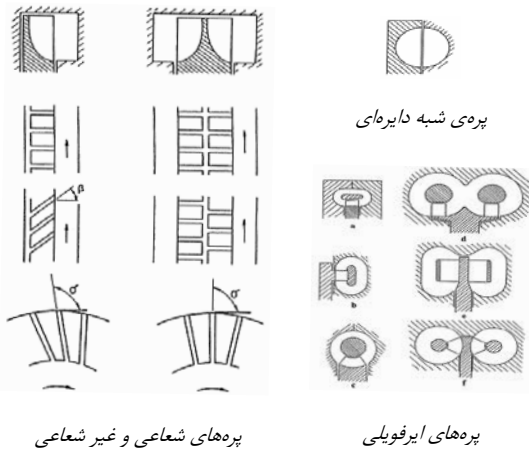 پره‌ی شبه دایره‌ای
β
a
d
b
e
σ
σ
c
f
پره‌های شعاعی و غیر شعاعی
پره‌های ایرفویلی